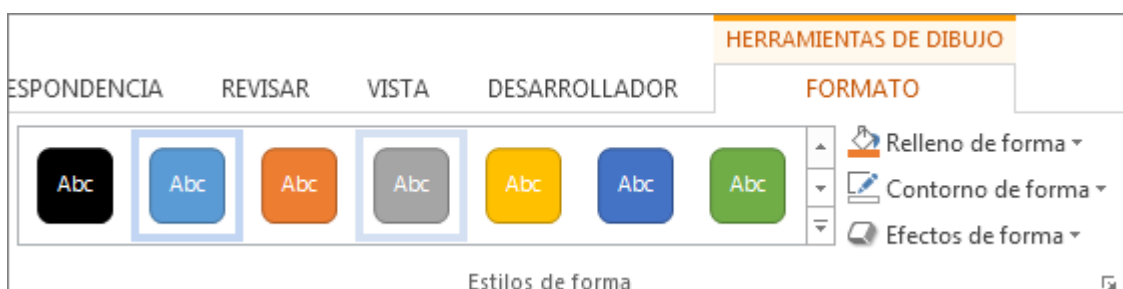 HERRAMIENTAS DE DIBUJO
ESPONDENCIA REVISAR VISTA DESARROLLADOR FORMATO
Abc Abc Abc Abc Abc Abc Abc
Relleno de forma
Contorno de forma
Efectos de forma
Estilos de forma